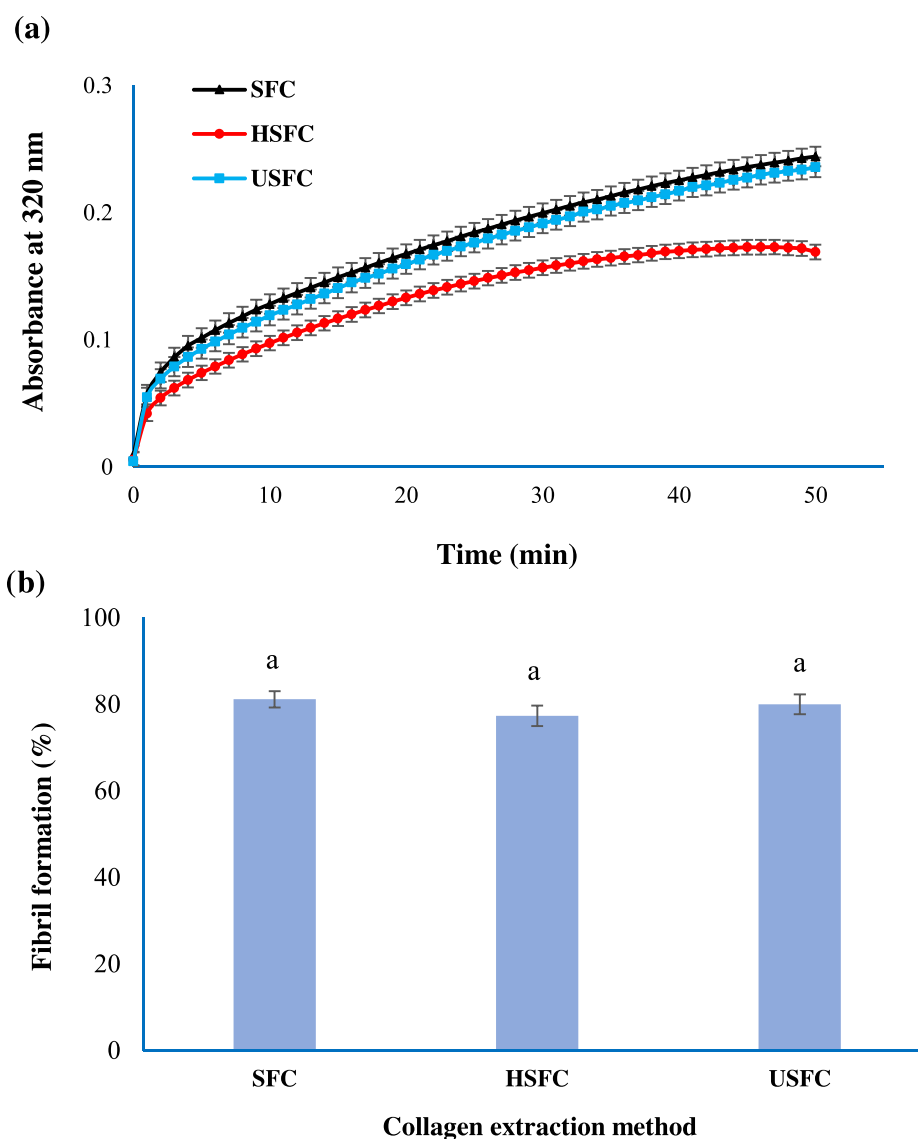 (a)
0.3
0.2
0.1
0
Absorbance at 320 nm
SFC
HSFC
USFC
0 10 20 30 40 50
Time (min)
(b)
100
80
60
40
20
0
Fibril formation (%)
a a a
SFC HSFC USFC
Collagen extraction method